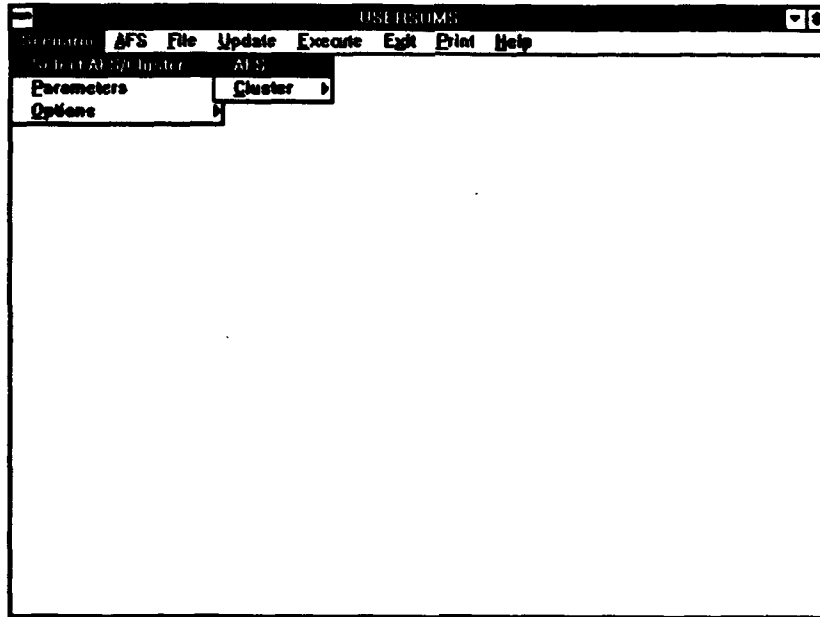 USERSUMS
Scenario AFS File Update Execute Exit Print Help
Select AFS/Cluster AFS
Parameters Cluster
Options